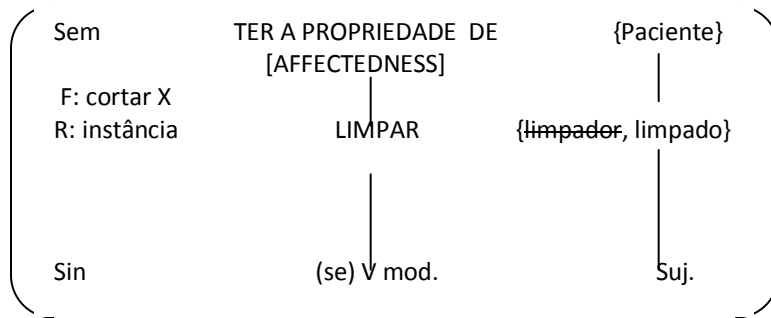 Sem TER A PROPRIEDADE DE {Paciente}
[AFFECTEDNESS]
F: cortar X
R: instância LIMPAR {limpador, limpado}
Sin (se) V mod. Suj.